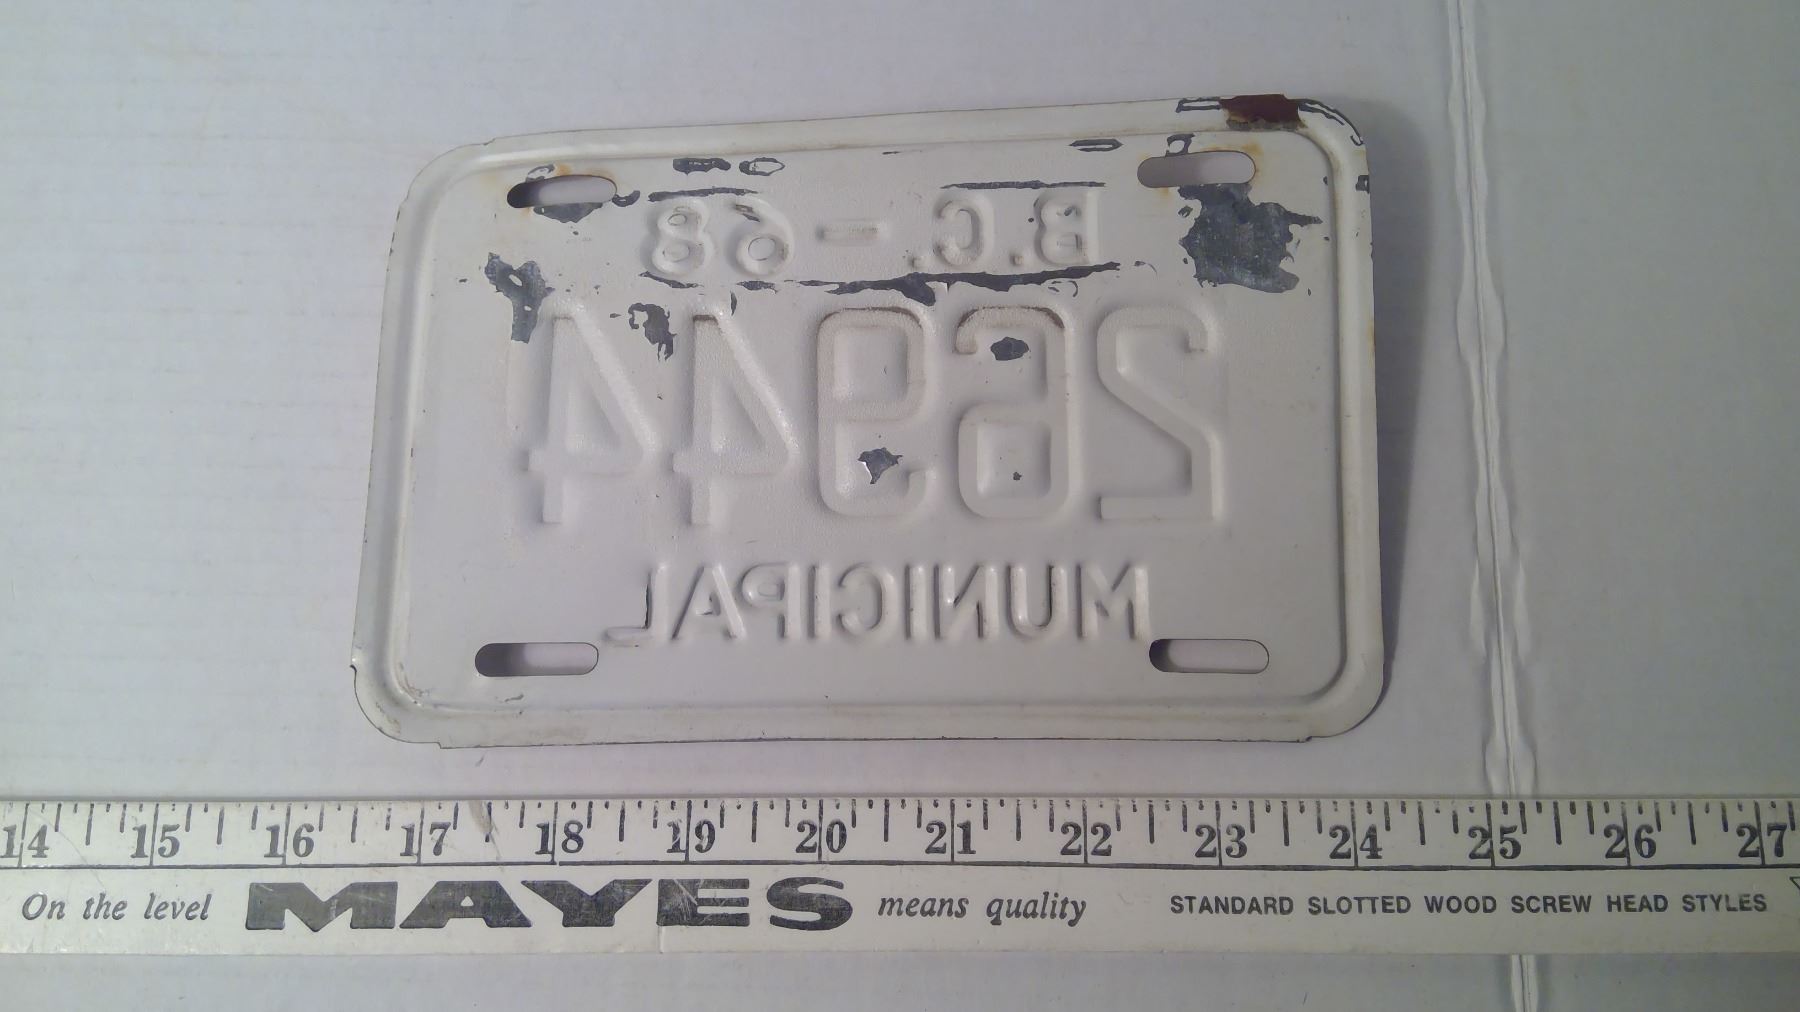 B.C. - 68
26944
MUNICIPAL
14 15 16 17 18 19 20 21 22 23 24 25 26 27
On the level MAYES means quality STANDARD SLOTTED WOOD SCREW HEAD STYLES